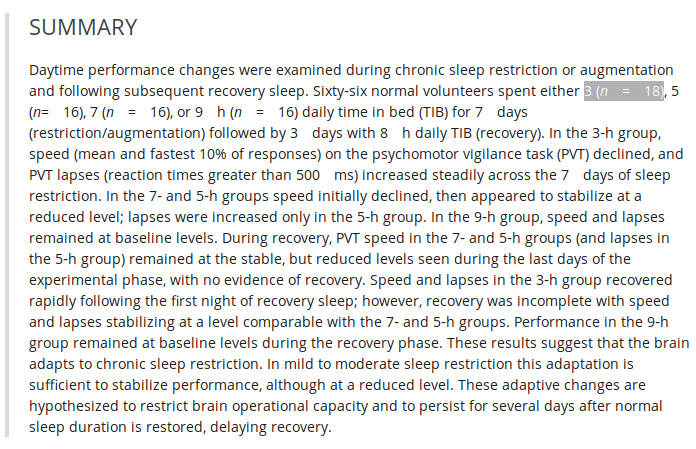 SUMMARY
Daytime performance changes were examined during chronic sleep restriction or augmentation
and following subsequent recovery sleep. Sixty-six normal volunteers spent either 3 (n = 18), 5
(n= 16), 7 (n = 16), or 9 h (n = 16) daily time in bed (TIB) for 7 days
(restriction/augmentation) followed by 3 days with 8 h daily TIB (recovery). In the 3-h group,
speed (mean and fastest 10% of responses) on the psychomotor vigilance task (PVT) declined, and
PVT lapses (reaction times greater than 500 ms) increased steadily across the 7 days of sleep
restriction. In the 7- and 5-h groups speed initially declined, then appeared to stabilize at a
reduced level; lapses were increased only in the 5-h group. In the 9-h group, speed and lapses
remained at baseline levels. During recovery, PVT speed in the 7- and 5-h groups (and lapses in
the 5-h group) remained at the stable, but reduced levels seen during the last days of the
experimental phase, with no evidence of recovery. Speed and lapses in the 3-h group recovered
rapidly following the first night of recovery sleep; however, recovery was incomplete with speed
and lapses stabilizing at a level comparable with the 7- and 5-h groups. Performance in the 9-h
group remained at baseline levels during the recovery phase. These results suggest that the brain
adapts to chronic sleep restriction. In mild to moderate sleep restriction this adaptation is
sufficient to stabilize performance, although at a reduced level. These adaptive changes are
hypothesized to restrict brain operational capacity and to persist for several days after normal
sleep duration is restored, delaying recovery.